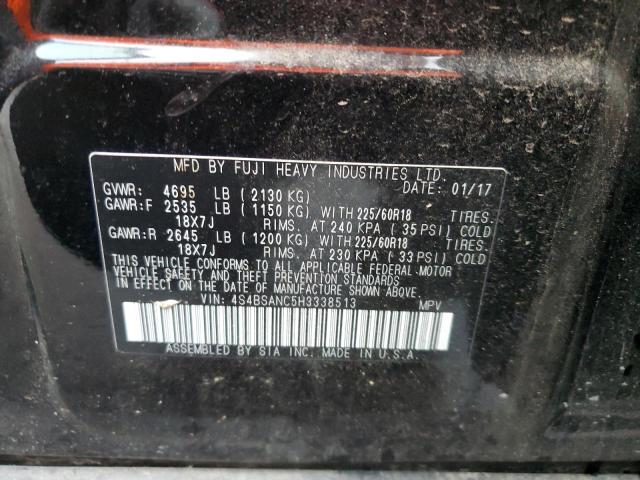 MFD BY FUJI HEAVY INDUSTRIES LTD.
DATE: 01/17
GVWR: 4695 LB ( 2130 KG)
GAWR:F 2535 LB ( 1150 KG) WITH 225/60R18 TIRES.
18X7J RIMS. AT 240 KPA ( 35 PSI) COLD
GAWR:R 2645 LB ( 1200 KG) WITH 225/60R18 TIRES.
18X7J RIMS. AT 230 KPA ( 33 PSI) COLD
THIS VEHICLE CONFORMS TO ALL APPLICABLE FEDERAL MOTOR
VEHICLE SAFETY AND THEFT PREVENTION STANDARDS
IN EFFECT ON THE DATE OF MANUFACTURE SHOWN ABOVE.
VIN: 4S4BSANC5H3338513 MPV
ASSEMBLED BY SIA INC. MADE IN U.S.A.